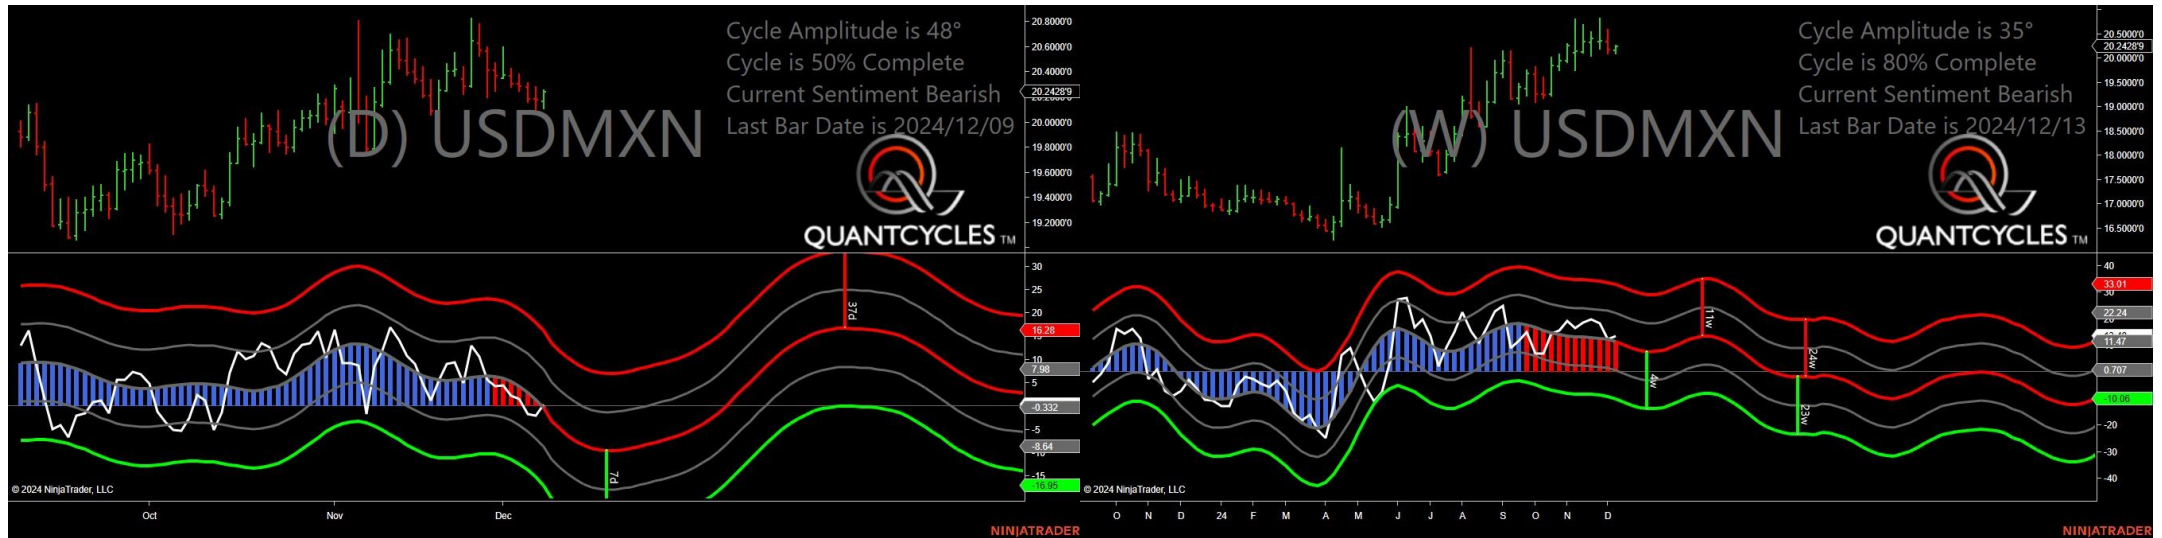 Cycle Amplitude is 48°
Cycle is 50% Complete
Current Sentiment Bearish
Last Bar Date is 2024/12/09
(D) USDMXN
QUANTCYCLES TM
20.8000'0
20.6000'0
20.4000'0
20.2428'9
20.0000'0
19.8000'0
19.6000'0
19.4000'0
19.2000'0
30
25
20
16.28
10
7.98
5
-0.332
-5
-8.64
-15
-16.95
37d
7d
© 2024 NinjaTrader, LLC
Oct
Nov
Dec
NINJATRADER
Cycle Amplitude is 35°
Cycle is 80% Complete
Current Sentiment Bearish
Last Bar Date is 2024/12/13
(W) USDMXN
QUANTCYCLES TM
20.5000'0
20.2428'9
20.0000'0
19.5000'0
19.0000'0
18.5000'0
18.0000'0
17.5000'0
17.0000'0
16.5000'0
40
33.01
30
22.24
11.47
0.707
-10.06
-20
-30
-40
11w
24w
4w
23w
© 2024 NinjaTrader, LLC
O N D 24 F M A M J J A S O N D
NINJATRADER